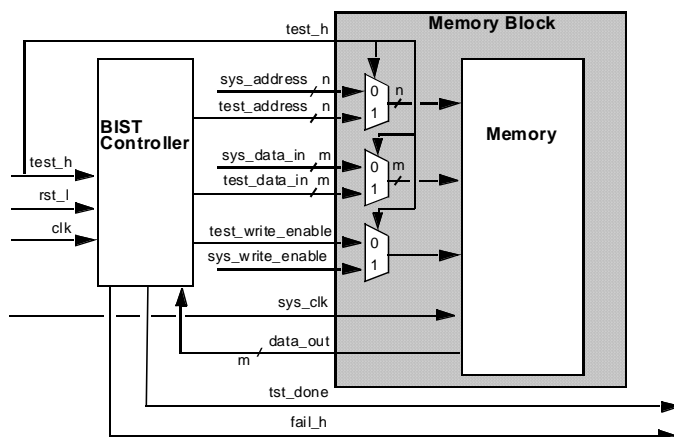 test_h
Memory Block
sys_address n
test_address n
BIST
Controller
0
1
n
Memory
test_h
rst_l
clk
sys_data_in m
test_data_in m
0
1
m
test_write_enable
sys_write_enable
0
1
sys_clk
data_out
m
tst_done
fail_h